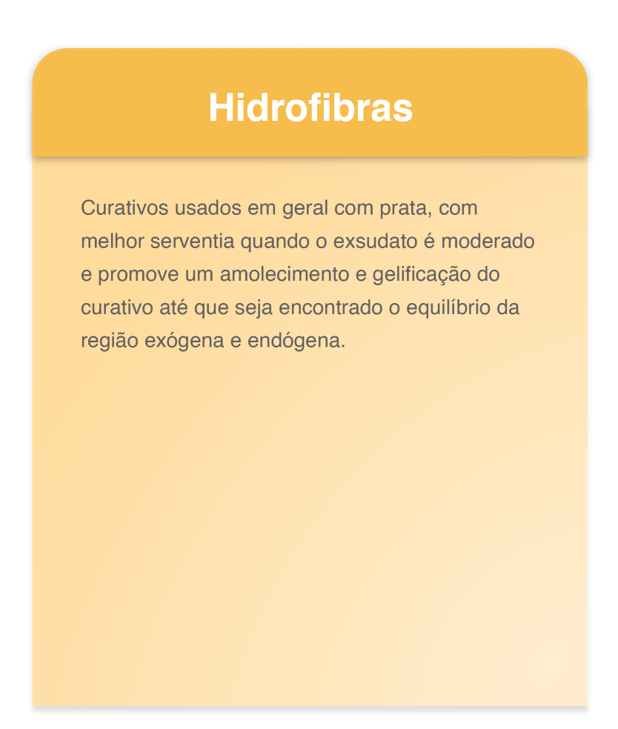 Hidrofibras
Curativos usados em geral com prata, com
melhor serventia quando o exsudato é moderado
e promove um amolecimento e gelificação do
curativo até que seja encontrado o equilíbrio da
região exógena e endógena.